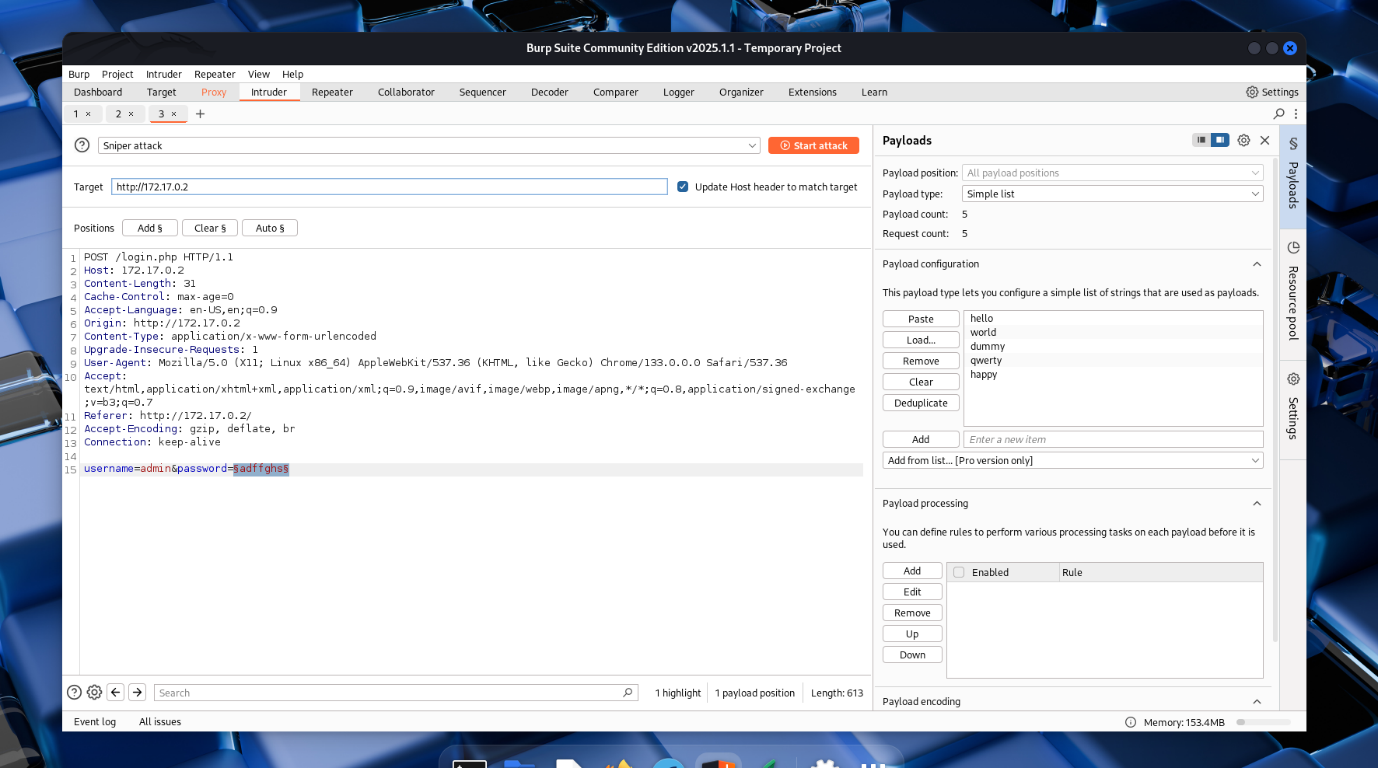 Burp Suite Community Edition v2025.1.1 - Temporary Project
Burp Project Intruder Repeater View Help
Dashboard Target Proxy Intruder Repeater Collaborator Sequencer Decoder Comparer Logger Organizer Extensions Learn Settings
1 × 2 × 3 × +
Sniper attack
Start attack
Target http://172.17.0.2 Update Host header to match target
Positions Add § Clear § Auto §
1 POST /login.php HTTP/1.1
2 Host: 172.17.0.2
3 Content-Length: 31
4 Cache-Control: max-age=0
5 Accept-Language: en-US,en;q=0.9
6 Origin: http://172.17.0.2
7 Content-Type: application/x-www-form-urlencoded
8 Upgrade-Insecure-Requests: 1
9 User-Agent: Mozilla/5.0 (X11; Linux x86_64) AppleWebKit/537.36 (KHTML, like Gecko) Chrome/133.0.0.0 Safari/537.36
10 Accept:
text/html,application/xhtml+xml,application/xml;q=0.9,image/avif,image/webp,image/apng,*/*;q=0.8,application/signed-exchange
;v=b3;q=0.7
11 Referer: http://172.17.0.2/
12 Accept-Encoding: gzip, deflate, br
13 Connection: keep-alive
14
15 username=admin&password=§adffghs§
Search
1 highlight 1 payload position Length: 613
Payloads
Payload position: All payload positions
Payload type: Simple list
Payload count: 5
Request count: 5
Payload configuration
This payload type lets you configure a simple list of strings that are used as payloads.
Paste
Load...
Remove
Clear
Deduplicate
hello
world
dummy
qwerty
happy
Add Enter a new item
Add from list... [Pro version only]
Payload processing
You can define rules to perform various processing tasks on each payload before it is
used.
Add
Edit
Remove
Up
Down
Enabled Rule
Payload encoding
§ Payloads
Resource pool
Settings
Event log All issues
Memory: 153.4MB